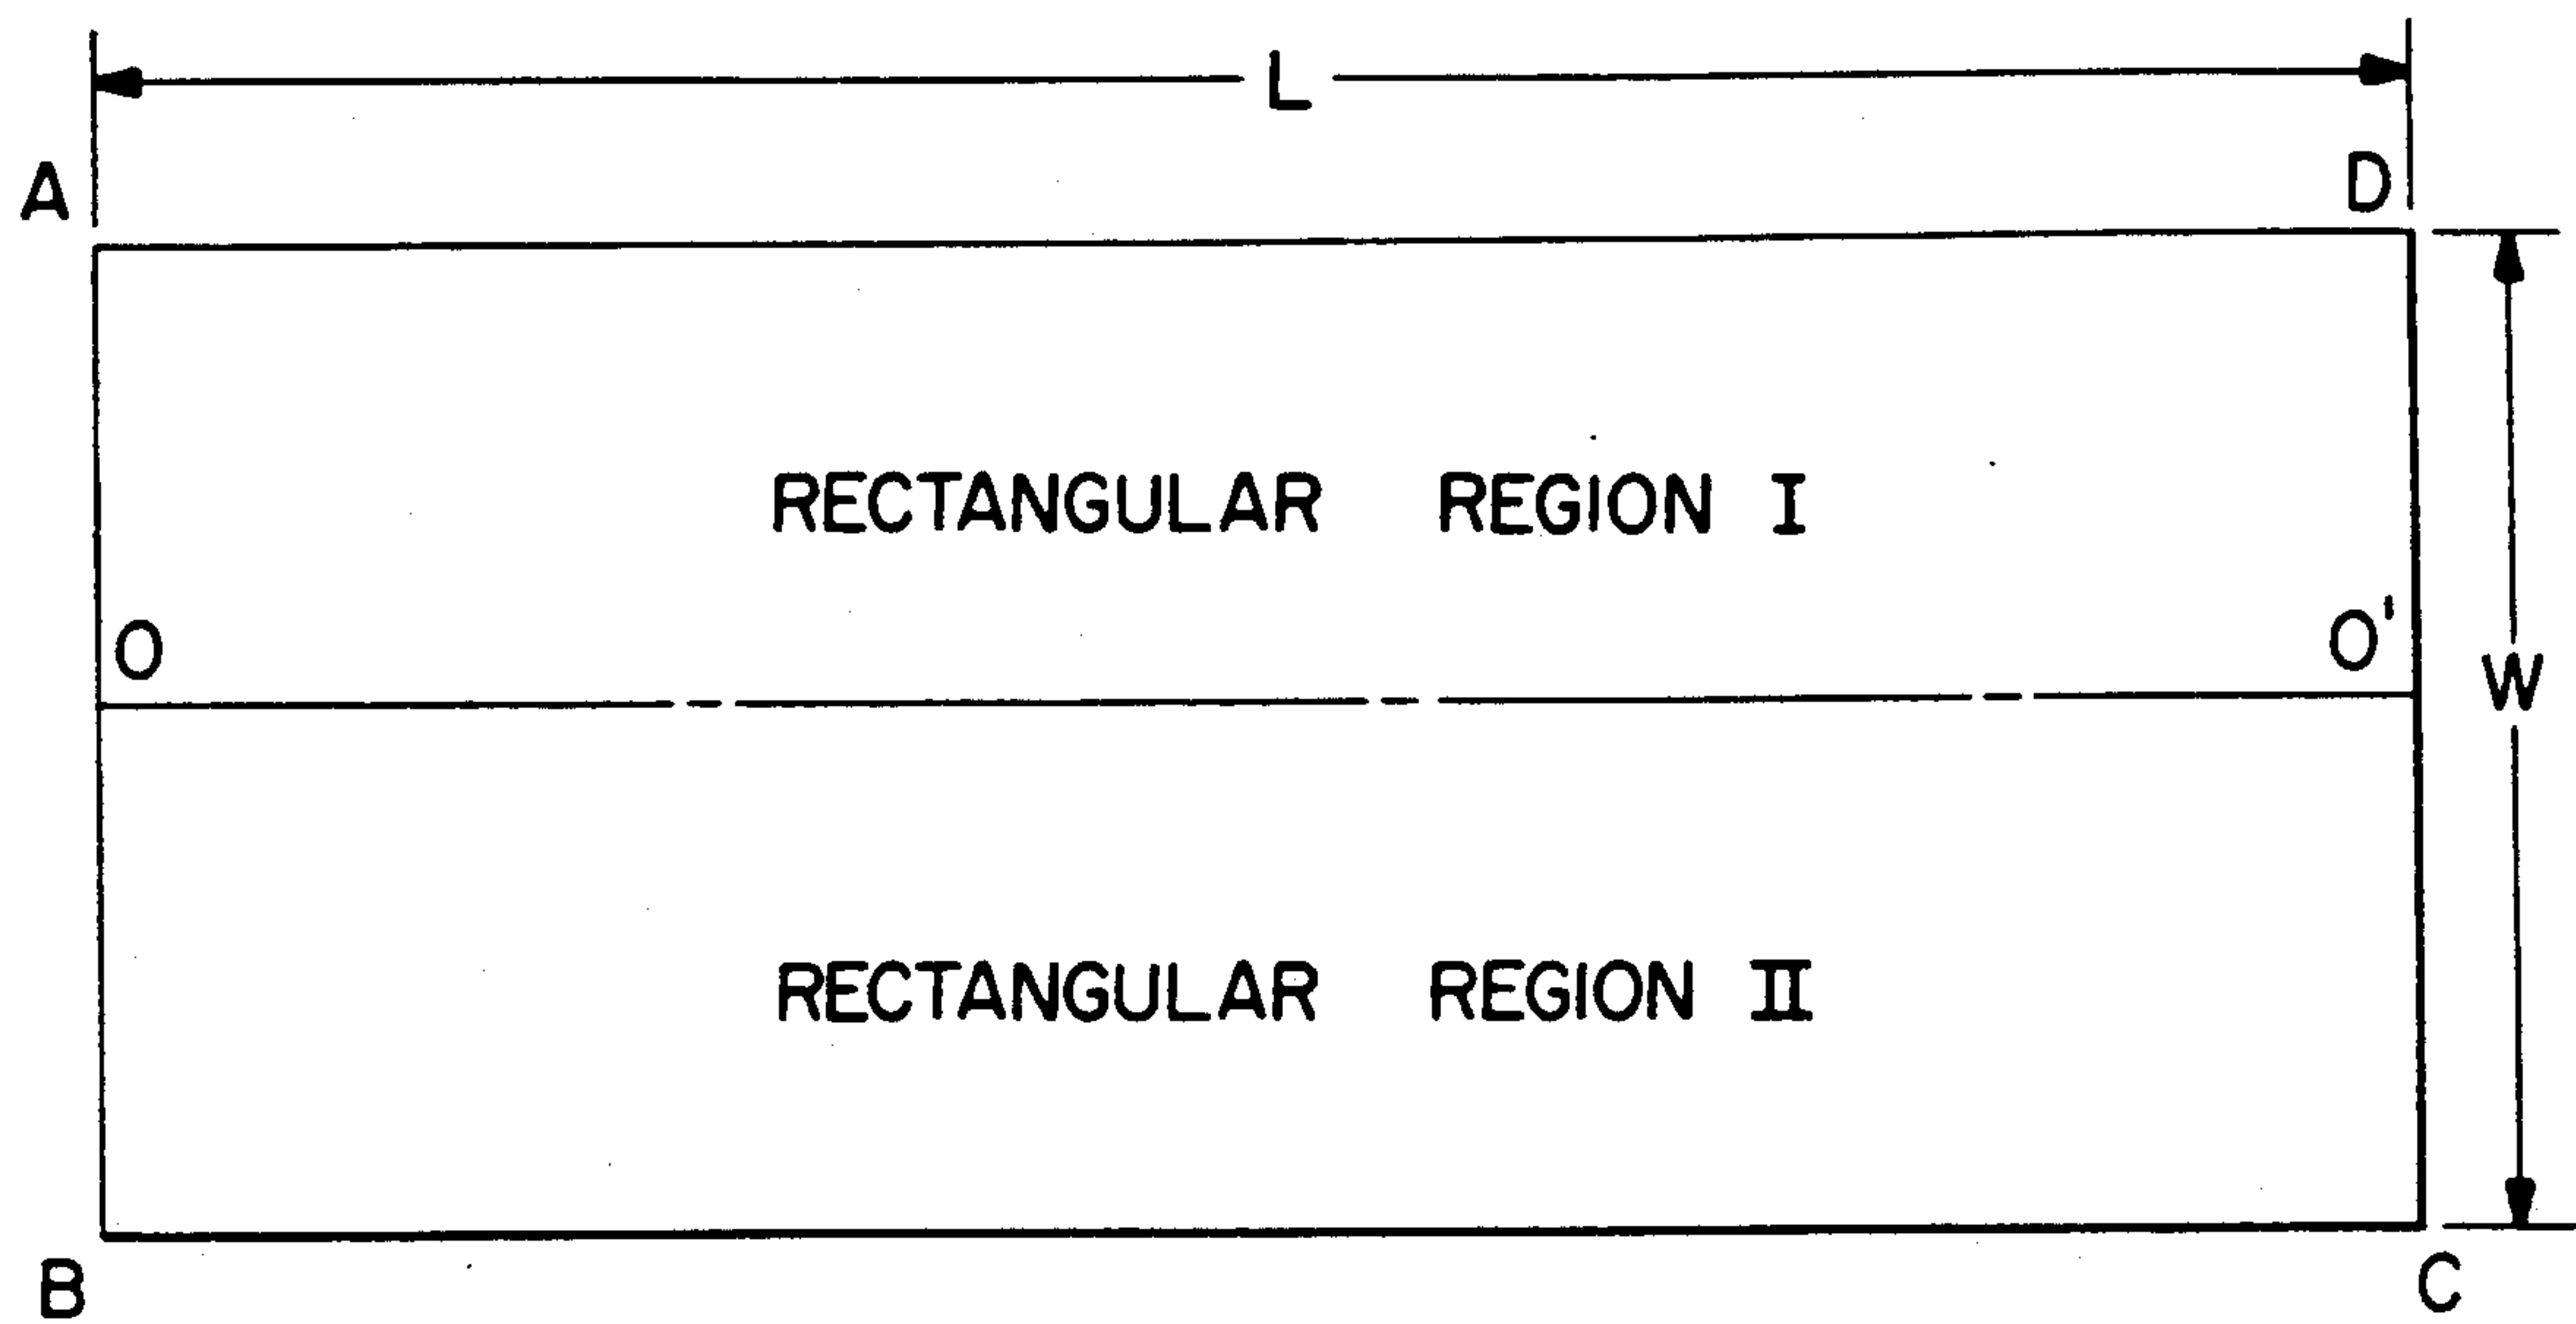 L
A D
RECTANGULAR REGION I
O O'
W
RECTANGULAR REGION II
B C